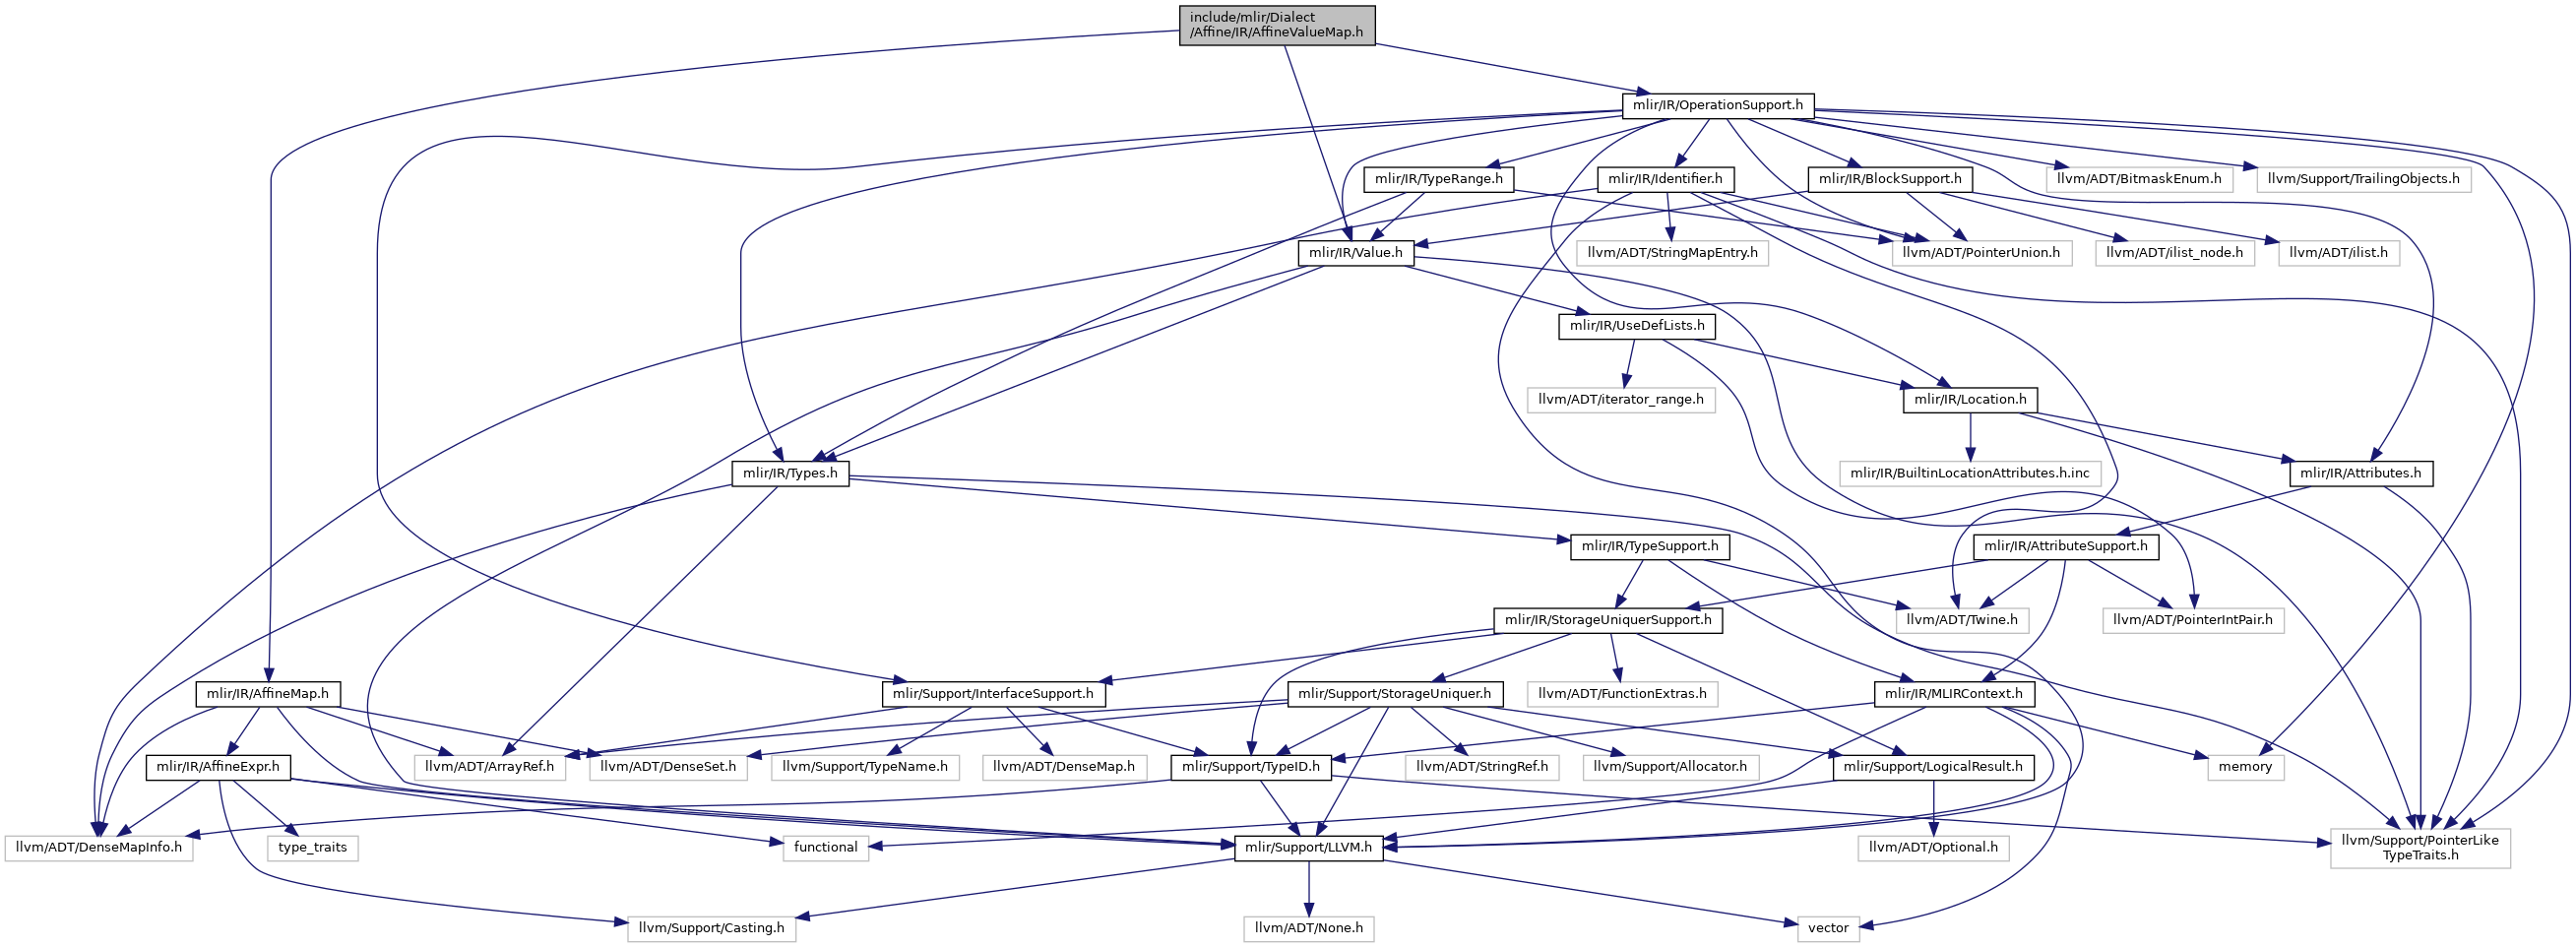 include/mlir/Dialect
/Affine/IR/AffineValueMap.h
mlir/IR/OperationSupport.h
mlir/IR/TypeRange.h
mlir/IR/Identifier.h
mlir/IR/BlockSupport.h
llvm/ADT/BitmaskEnum.h
llvm/Support/TrailingObjects.h
mlir/IR/Value.h
llvm/ADT/StringMapEntry.h
llvm/ADT/PointerUnion.h
llvm/ADT/ilist_node.h
llvm/ADT/ilist.h
mlir/IR/UseDefLists.h
llvm/ADT/iterator_range.h
mlir/IR/Location.h
mlir/IR/Types.h
mlir/IR/BuiltinLocationAttributes.h.inc
mlir/IR/Attributes.h
mlir/IR/TypeSupport.h
mlir/IR/AttributeSupport.h
mlir/IR/StorageUniquerSupport.h
llvm/ADT/Twine.h
llvm/ADT/PointerIntPair.h
mlir/IR/AffineMap.h
mlir/Support/InterfaceSupport.h
mlir/Support/StorageUniquer.h
llvm/ADT/FunctionExtras.h
mlir/IR/MLIRContext.h
mlir/IR/AffineExpr.h
llvm/ADT/ArrayRef.h
llvm/ADT/DenseSet.h
llvm/Support/TypeName.h
llvm/ADT/DenseMap.h
mlir/Support/TypeID.h
llvm/ADT/StringRef.h
llvm/Support/Allocator.h
mlir/Support/LogicalResult.h
memory
llvm/ADT/DenseMapInfo.h
type_traits
functional
mlir/Support/LLVM.h
llvm/ADT/Optional.h
llvm/Support/PointerLike
TypeTraits.h
llvm/Support/Casting.h
llvm/ADT/None.h
vector